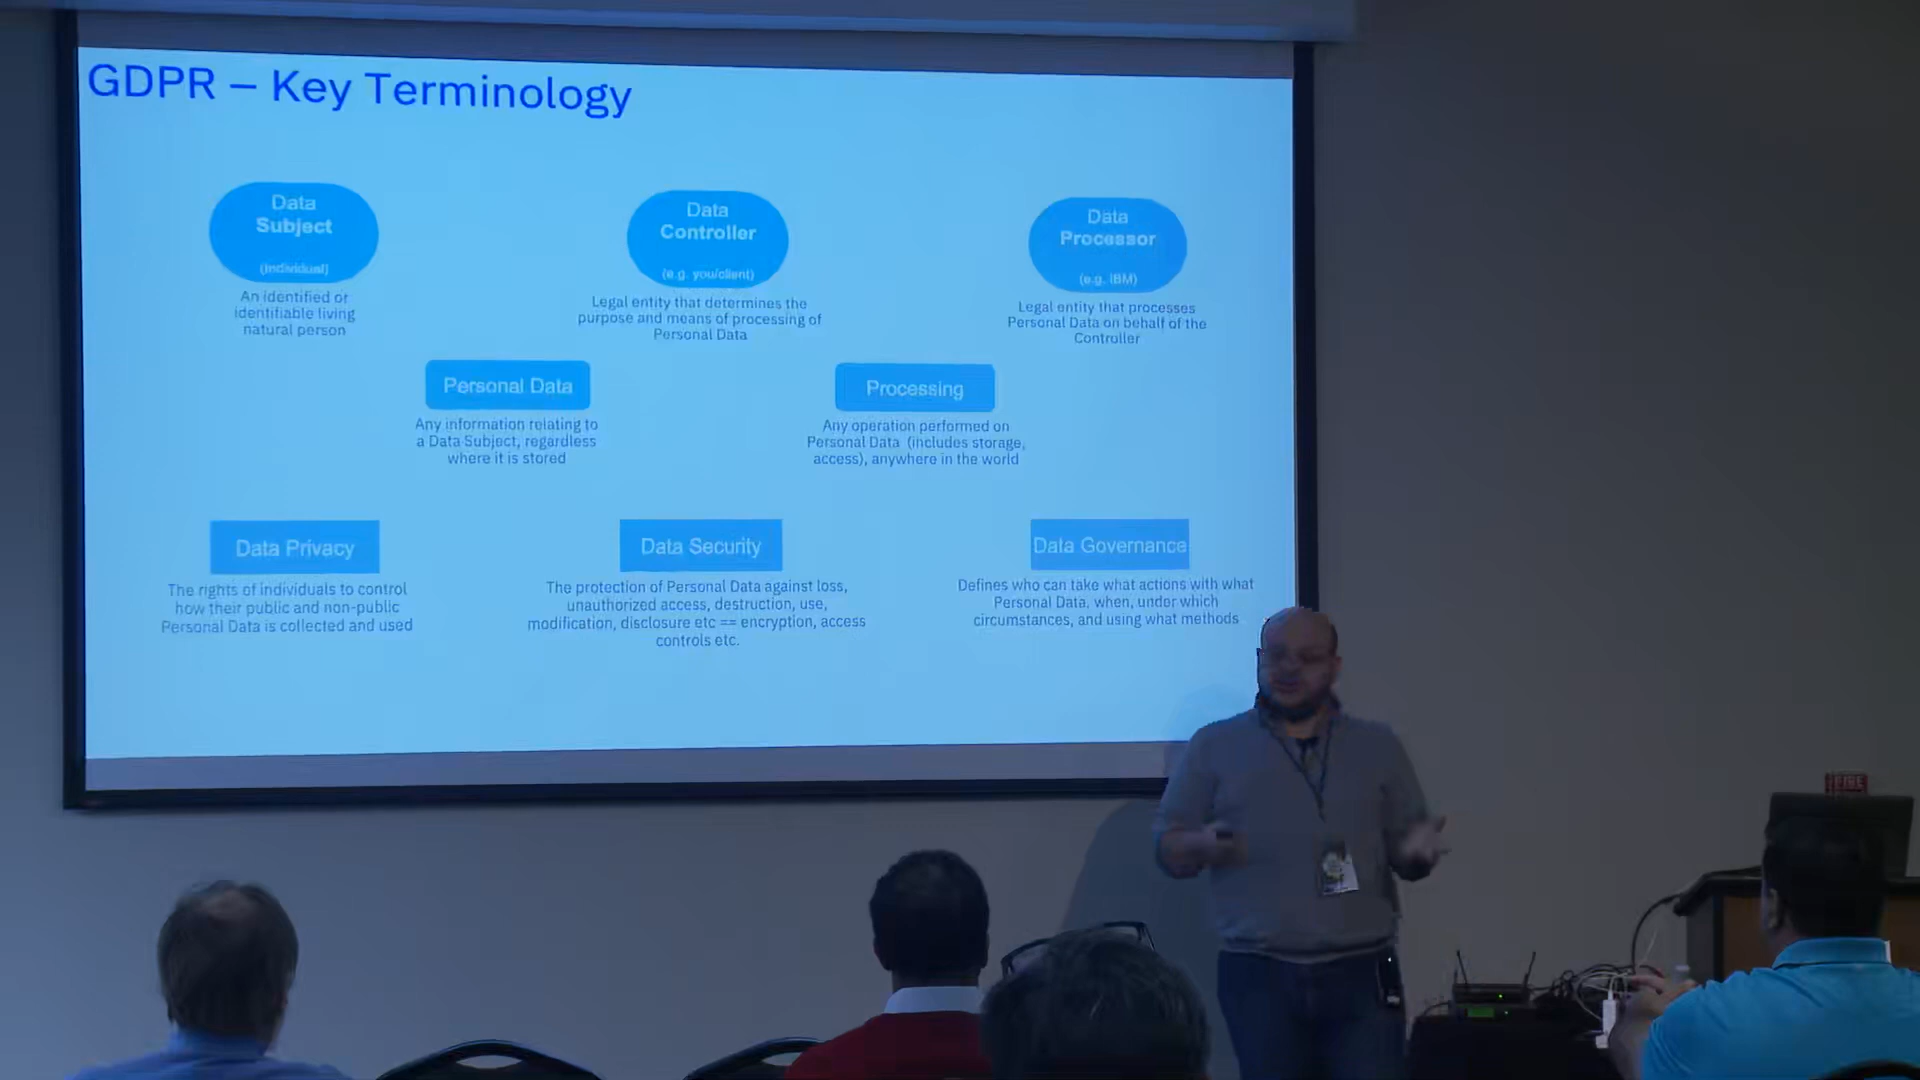 GDPR – Key Terminology
Data
Subject
(Individual)
An identified or
identifiable living
natural person
Data
Controller
(e.g. you/client)
Legal entity that determines the
purpose and means of processing of
Personal Data
Data
Processor
(e.g. IBM)
Legal entity that processes
Personal Data on behalf of the
Controller
Personal Data
Any information relating to
a Data Subject, regardless
where it is stored
Processing
Any operation performed on
Personal Data (includes storage,
access), anywhere in the world
Data Privacy
The rights of individuals to control
how their public and non-public
Personal Data is collected and used
Data Security
The protection of Personal Data against loss,
unauthorized access, destruction, use,
modification, disclosure etc == encryption, access
controls etc.
Data Governance
Defines who can take what actions with what
Personal Data, when, under which
circumstances, and using what methods
FIRE